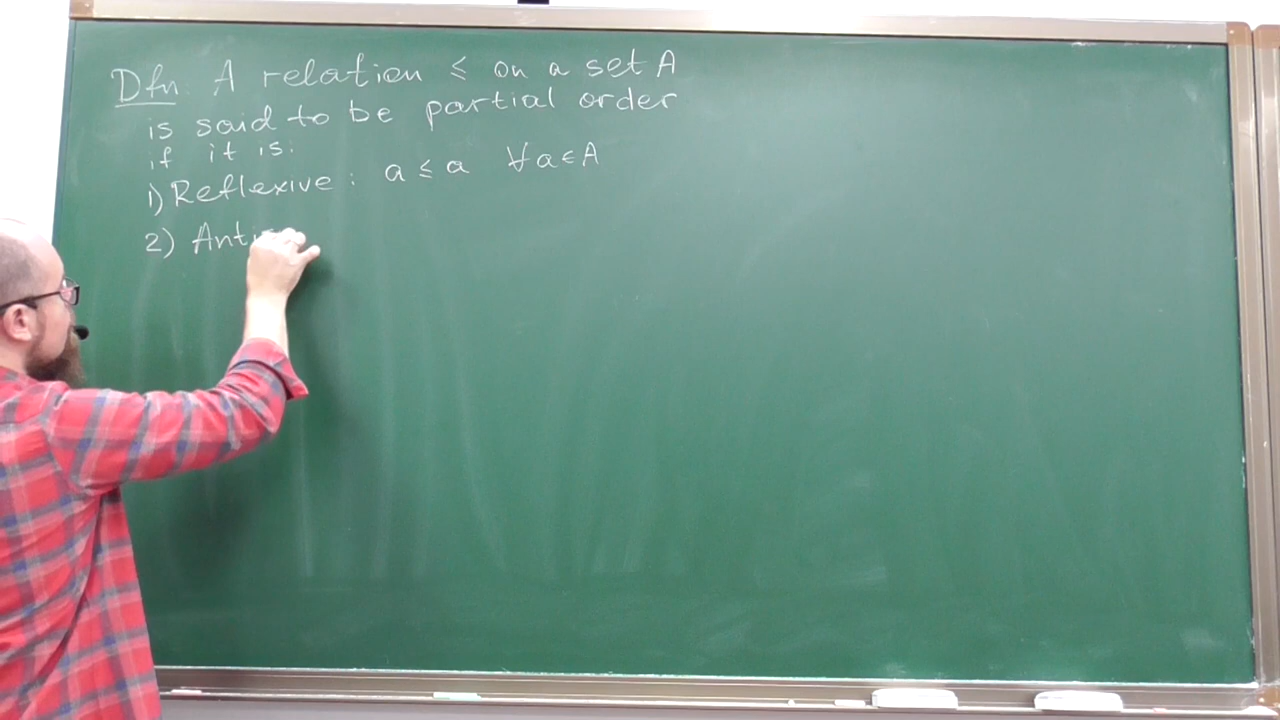 Dfn: A relation ≤ on a set A
is said to be partial order
if it is:
1) Reflexive: a ≤ a ∀a∈A
2) Anti